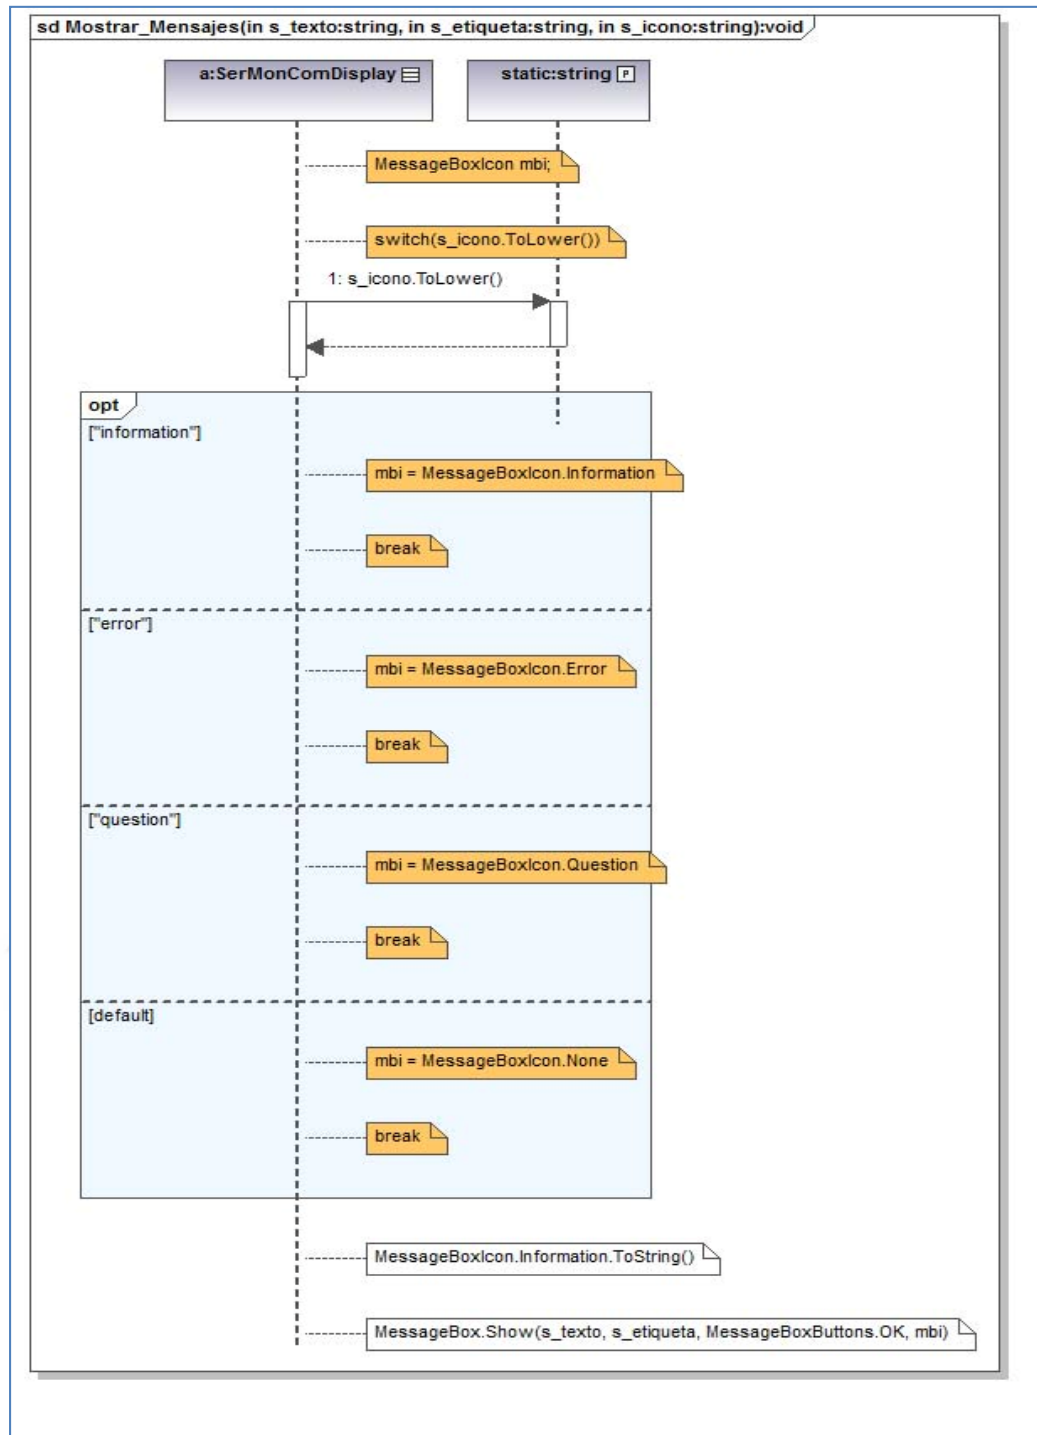 sd Mostrar_Mensajes(in s_texto:string, in s_etiqueta:string, in s_icono:string):void
a:SerMonComDisplay
static:string P
MessageBoxIcon mbi;
switch(s_icono.ToLower())
1: s_icono.ToLower()
opt
["information"]
mbi = MessageBoxIcon.Information
break
["error"]
mbi = MessageBoxIcon.Error
break
["question"]
mbi = MessageBoxIcon.Question
break
[default]
mbi = MessageBoxIcon.None
break
MessageBoxIcon.Information.ToString()
MessageBox.Show(s_texto, s_etiqueta, MessageBoxButtons.OK, mbi)